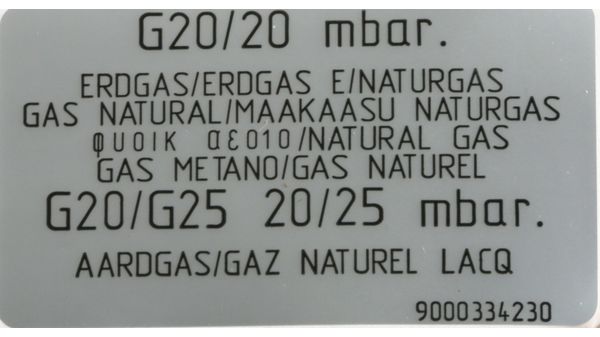 G20/20 mbar.
ERDGAS/ERDGAS E/NATURGAS
GAS NATURAL/MAAKAASU NATURGAS
φυσικ αεσιο/NATURAL GAS
GAS METANO/GAS NATUREL
G20/G25 20/25 mbar.
AARDGAS/GAZ NATUREL LACQ
9000334230